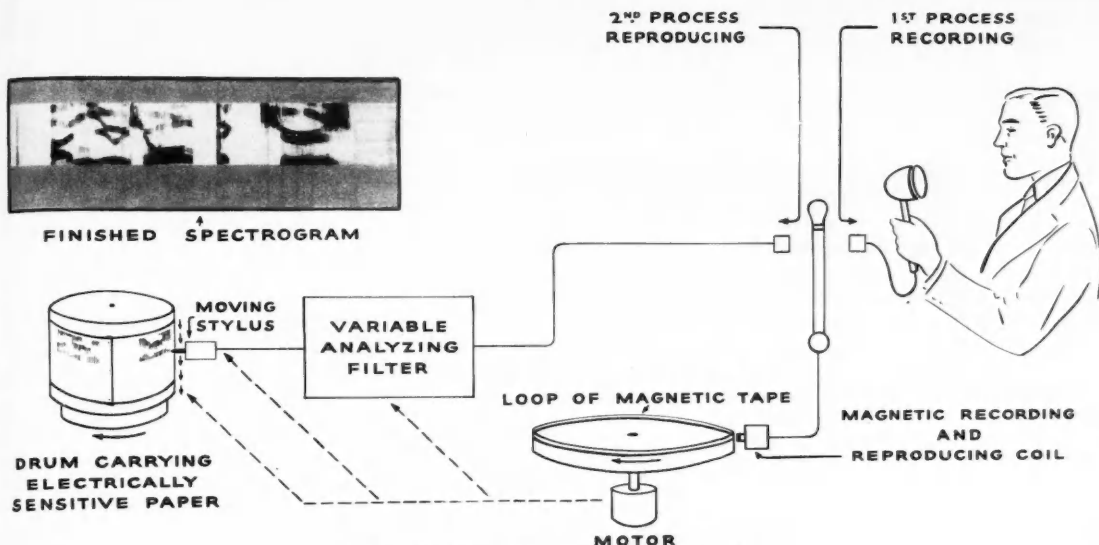 2ND PROCESS
REPRODUCING
1ST PROCESS
RECORDING
FINISHED SPECTROGRAM
MOVING
STYLUS
VARIABLE
ANALYZING
FILTER
LOOP OF MAGNETIC TAPE
MAGNETIC RECORDING
AND
REPRODUCING COIL
DRUM CARRYING
ELECTRICALLY
SENSITIVE PAPER
MOTOR